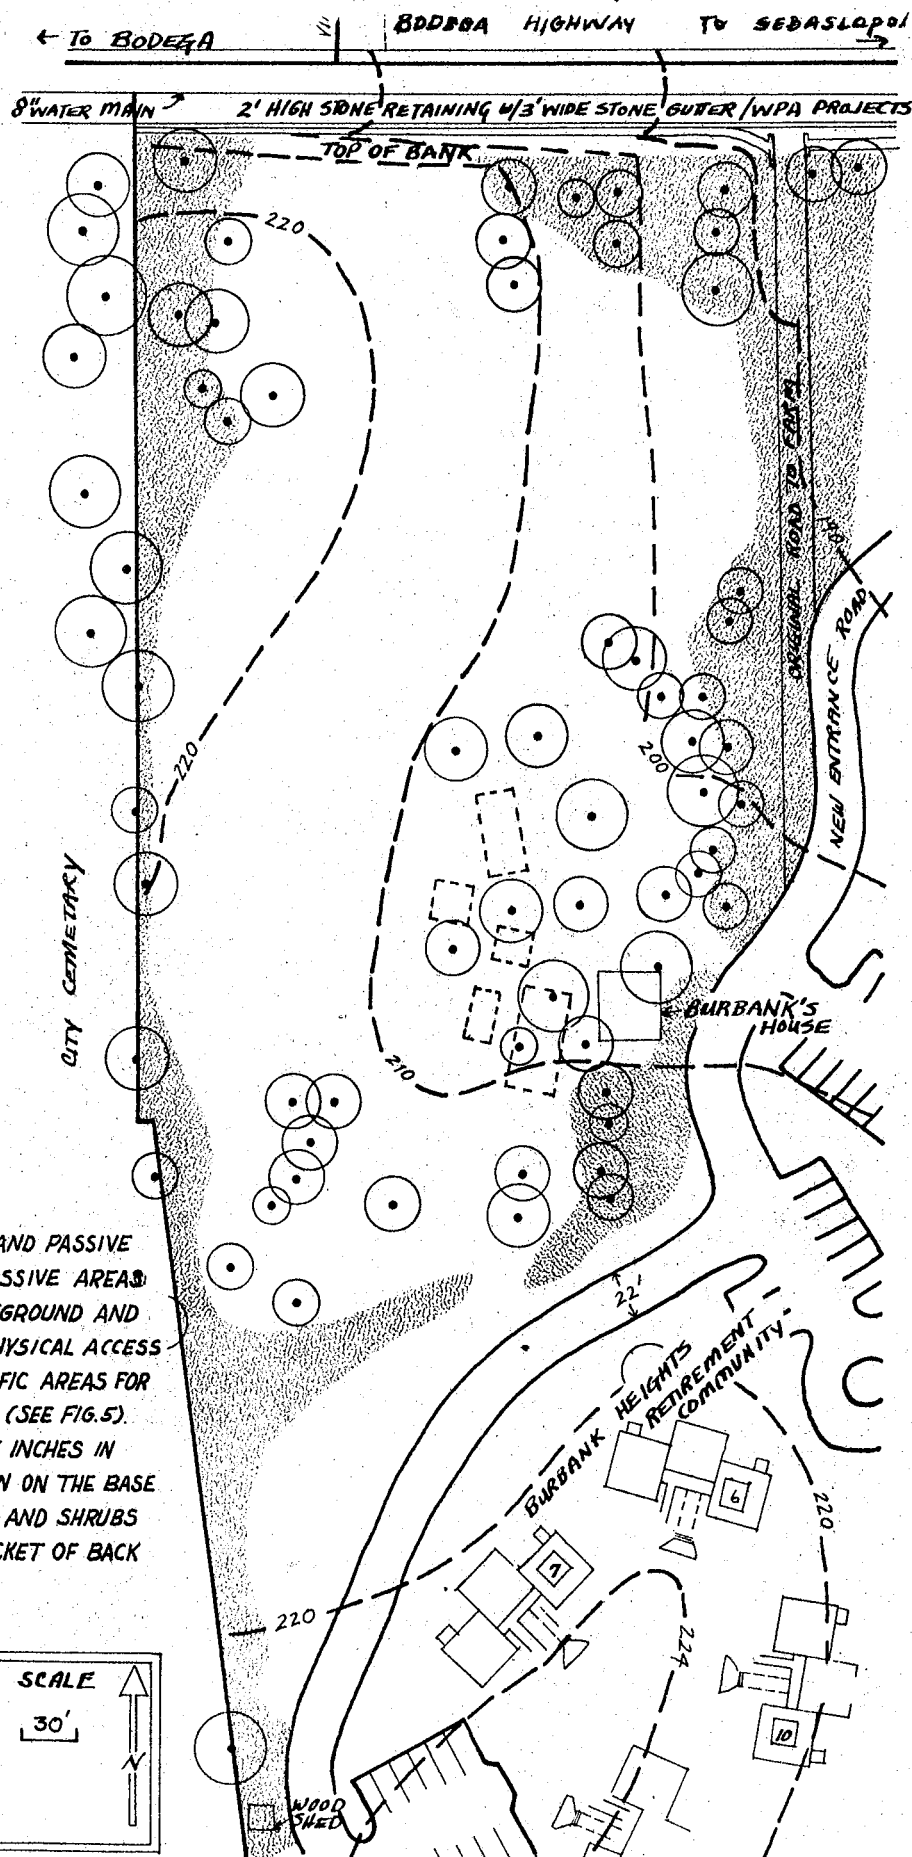 ← TO BODEGA
BODEGA HIGHWAY
TO SEBASTAPOL →
8" WATER MAIN
2' HIGH STONE RETAINING W/3' WIDE STONE GUTTER / WPA PROJECTS
TOP OF BANK
220
ORIGINAL ROAD TO FARM
NEW ENTRANCE ROAD
200
220
CITY CEMETARY
← BURBANK'S
HOUSE
210
AND PASSIVE
SSIVE AREAS
GROUND AND
HYSICAL ACCESS
FIC AREAS FOR
(SEE FIG.5).
INCHES IN
N ON THE BASE
AND SHRUBS
CKET OF BACK
22'
BURBANK HEIGHTS
RETIREMENT
COMMUNITY
6
220
7
220
224
10
SCALE
30'
N
WOOD
SHED